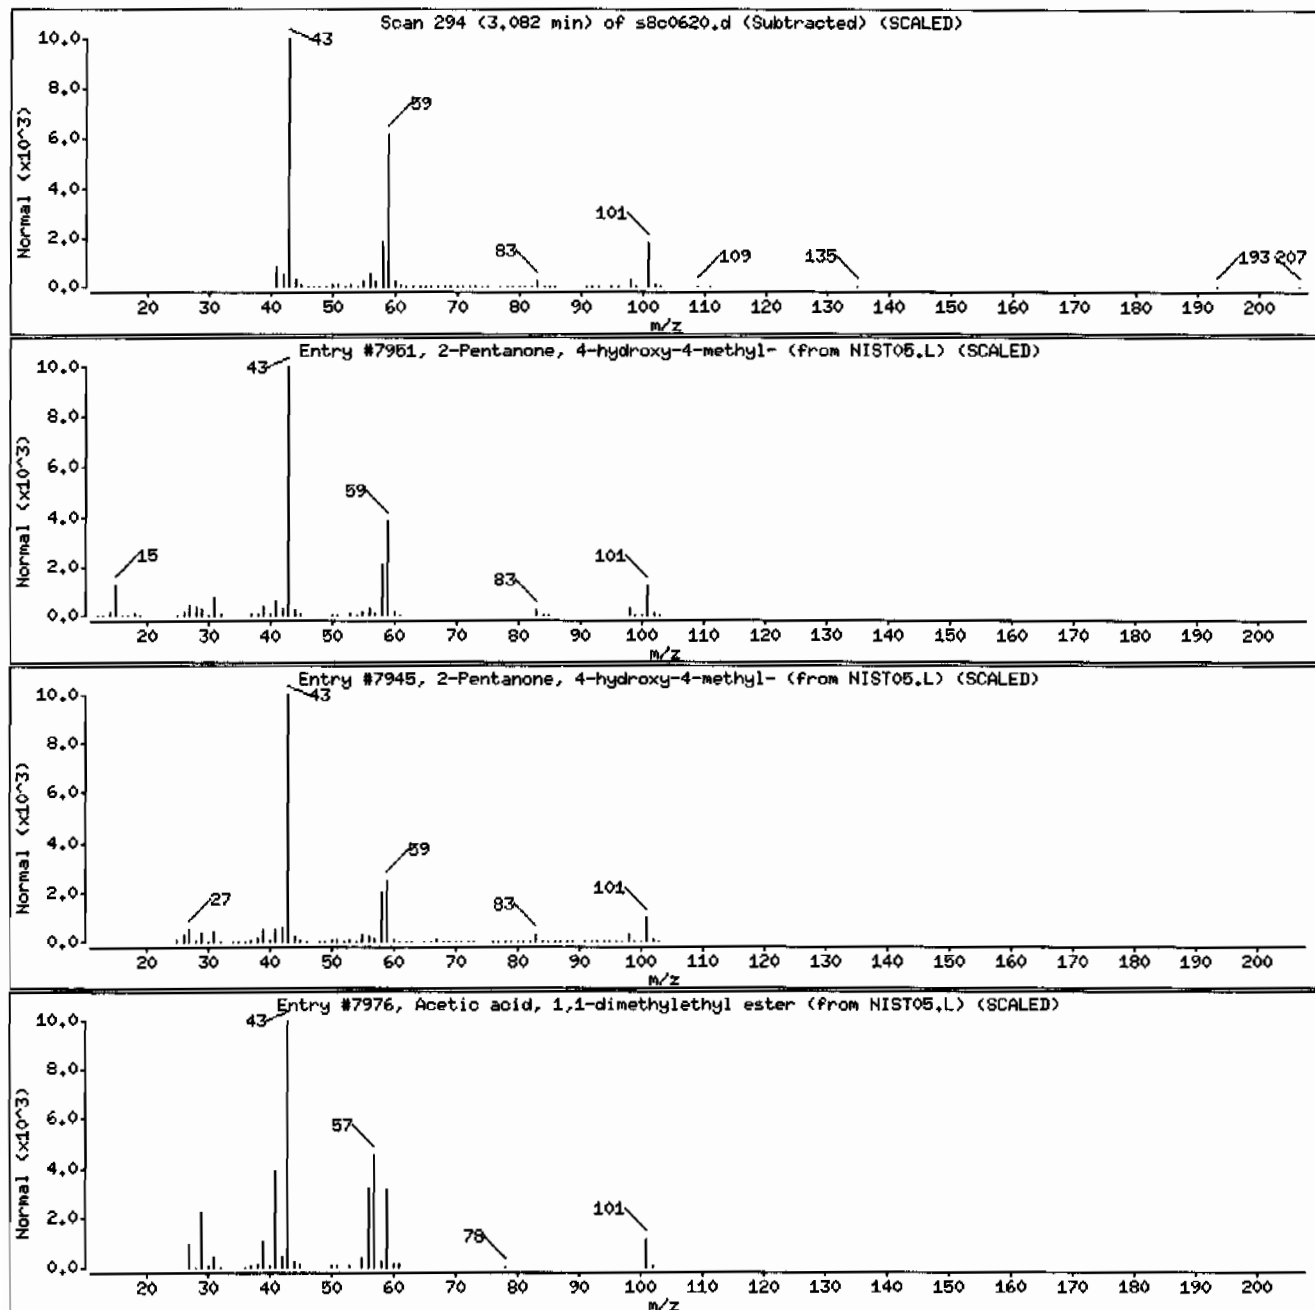 Scan 294 (3.082 min) of s8c0620.d (Subtracted) (SCALED)
Normal (x10^3)
10.0
8.0
6.0
4.0
2.0
0.0
43
59
83
101
109
135
193 207
20 30 40 50 60 70 80 90 100 110 120 130 140 150 160 170 180 190 200
m/z
Entry #7951, 2-Pentanone, 4-hydroxy-4-methyl- (from NIST05.L) (SCALED)
Normal (x10^3)
10.0
8.0
6.0
4.0
2.0
0.0
15
43
59
83
101
20 30 40 50 60 70 80 90 100 110 120 130 140 150 160 170 180 190 200
m/z
Entry #7945, 2-Pentanone, 4-hydroxy-4-methyl- (from NIST05.L) (SCALED)
Normal (x10^3)
10.0
8.0
6.0
4.0
2.0
0.0
27
43
59
83
101
20 30 40 50 60 70 80 90 100 110 120 130 140 150 160 170 180 190 200
m/z
Entry #7976, Acetic acid, 1,1-dimethylethyl ester (from NIST05.L) (SCALED)
Normal (x10^3)
10.0
8.0
6.0
4.0
2.0
0.0
43
57
78
101
20 30 40 50 60 70 80 90 100 110 120 130 140 150 160 170 180 190 200
m/z